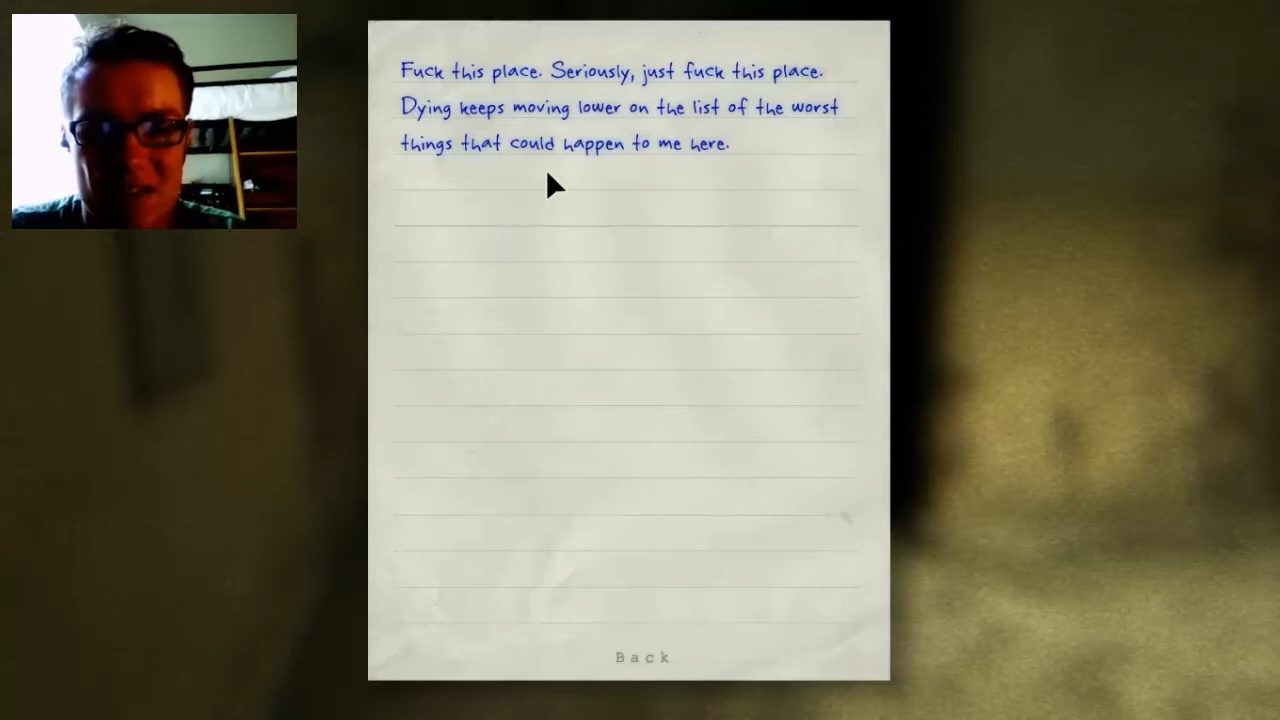 Fuck this place. Seriously, just fuck this place.
Dying keeps moving lower on the list of the worst
things that could happen to me here.
Back